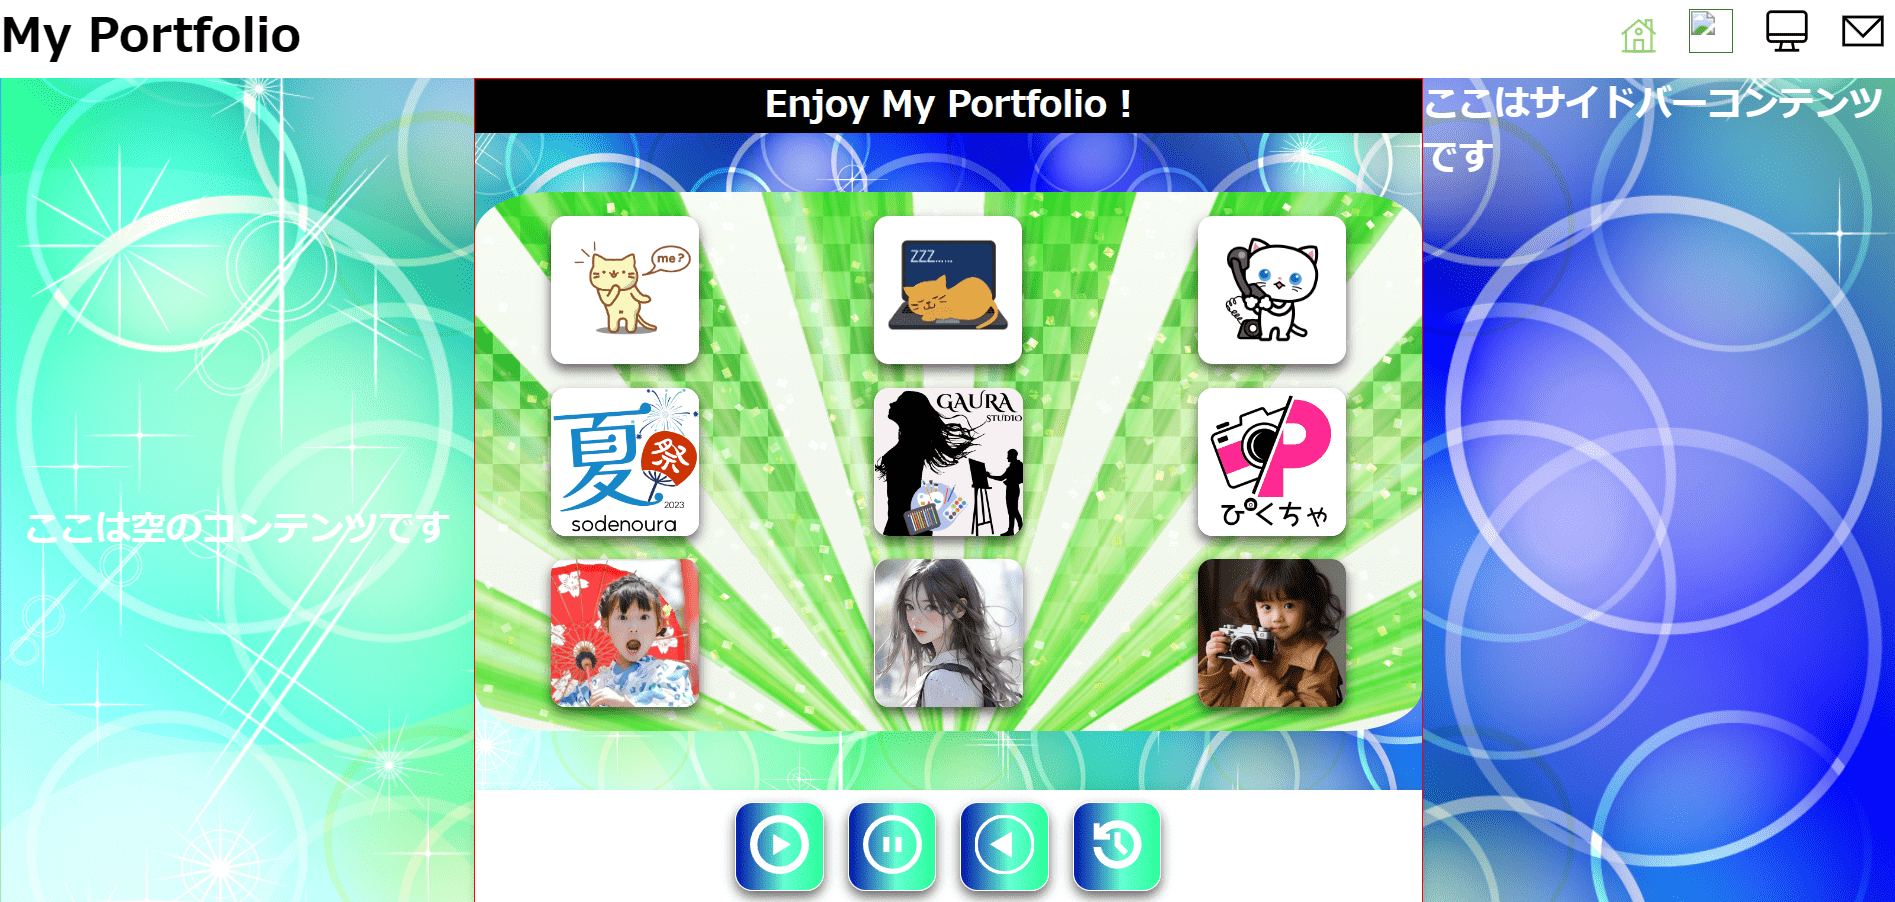 My Portfolio
Enjoy My Portfolio !
ここはサイドバーコンテンツ
です
me?
ZZZ......
夏
祭
2023
sodenoura
GAURA
STUDIO
P
ぴくちゃ
ここは空のコンテンツです